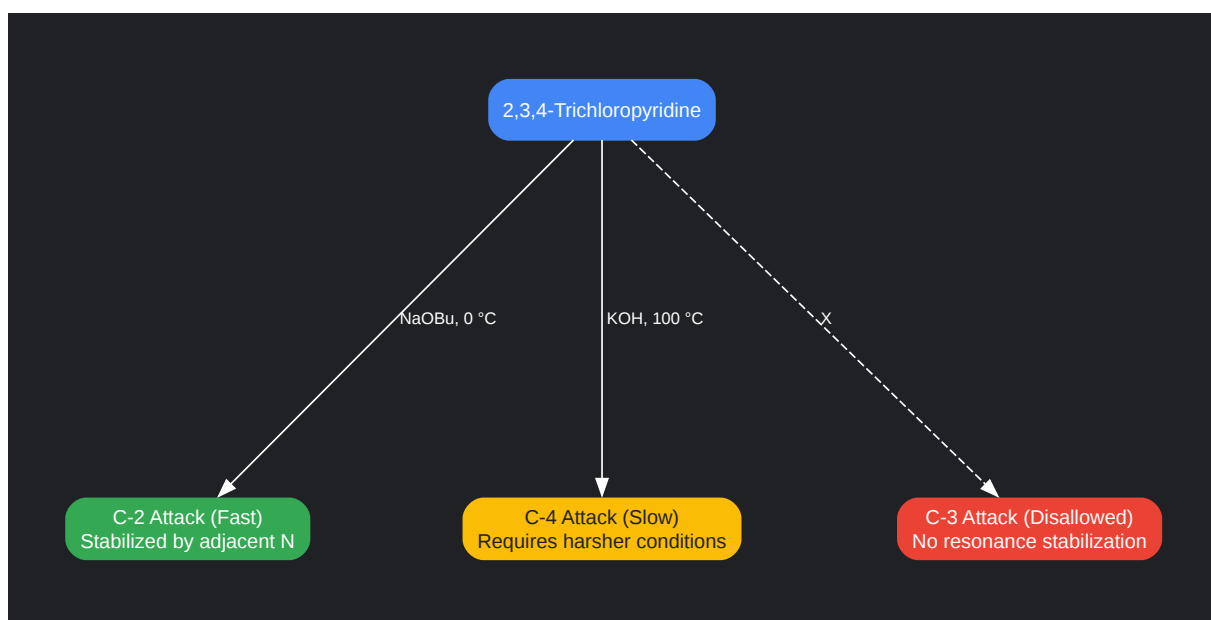 2,3,4-Trichloropyridine
NaOBu, 0 °C
KOH, 100 °C
X
C-2 Attack (Fast)
Stabilized by adjacent N
C-4 Attack (Slow)
Requires harsher conditions
C-3 Attack (Disallowed)
No resonance stabilization